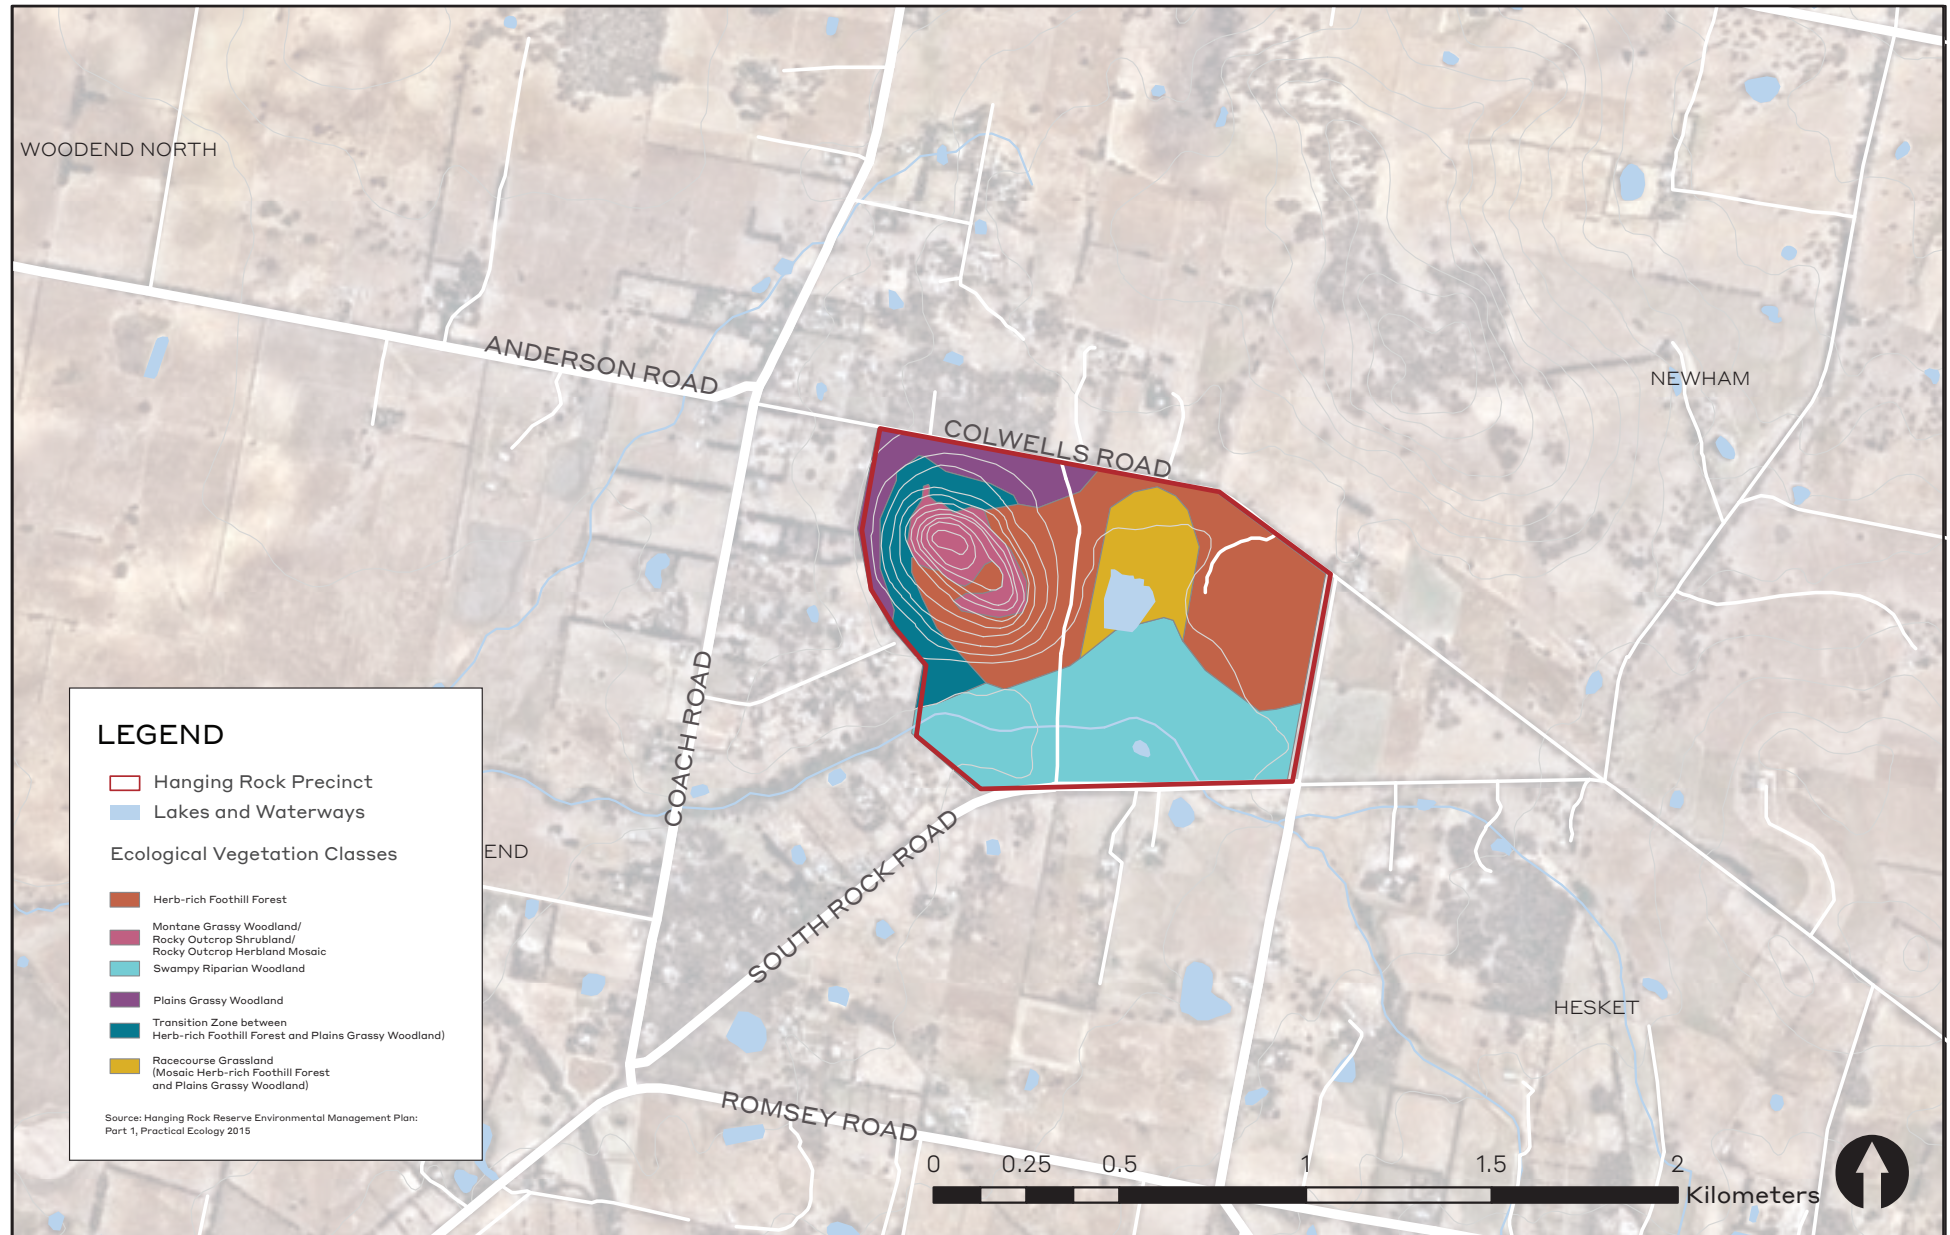 WOODEND NORTH
ANDERSON ROAD
COLWELLS ROAD
NEWHAM
COACH ROAD
END
SOUTH ROCK ROAD
HESKET
ROMSEY ROAD
LEGEND
Hanging Rock Precinct
Lakes and Waterways
Ecological Vegetation Classes
Herb-rich Foothill Forest
Montane Grassy Woodland/
Rocky Outcrop Shrubland/
Rocky Outcrop Herbland Mosaic
Swampy Riparian Woodland
Plains Grassy Woodland
Transition Zone between
Herb-rich Foothill Forest and Plains Grassy Woodland)
Racecourse Grassland
(Mosaic Herb-rich Foothill Forest
and Plains Grassy Woodland)
Source: Hanging Rock Reserve Environmental Management Plan:
Part 1, Practical Ecology 2015
0 0.25 0.5 1 1.5 2
Kilometers